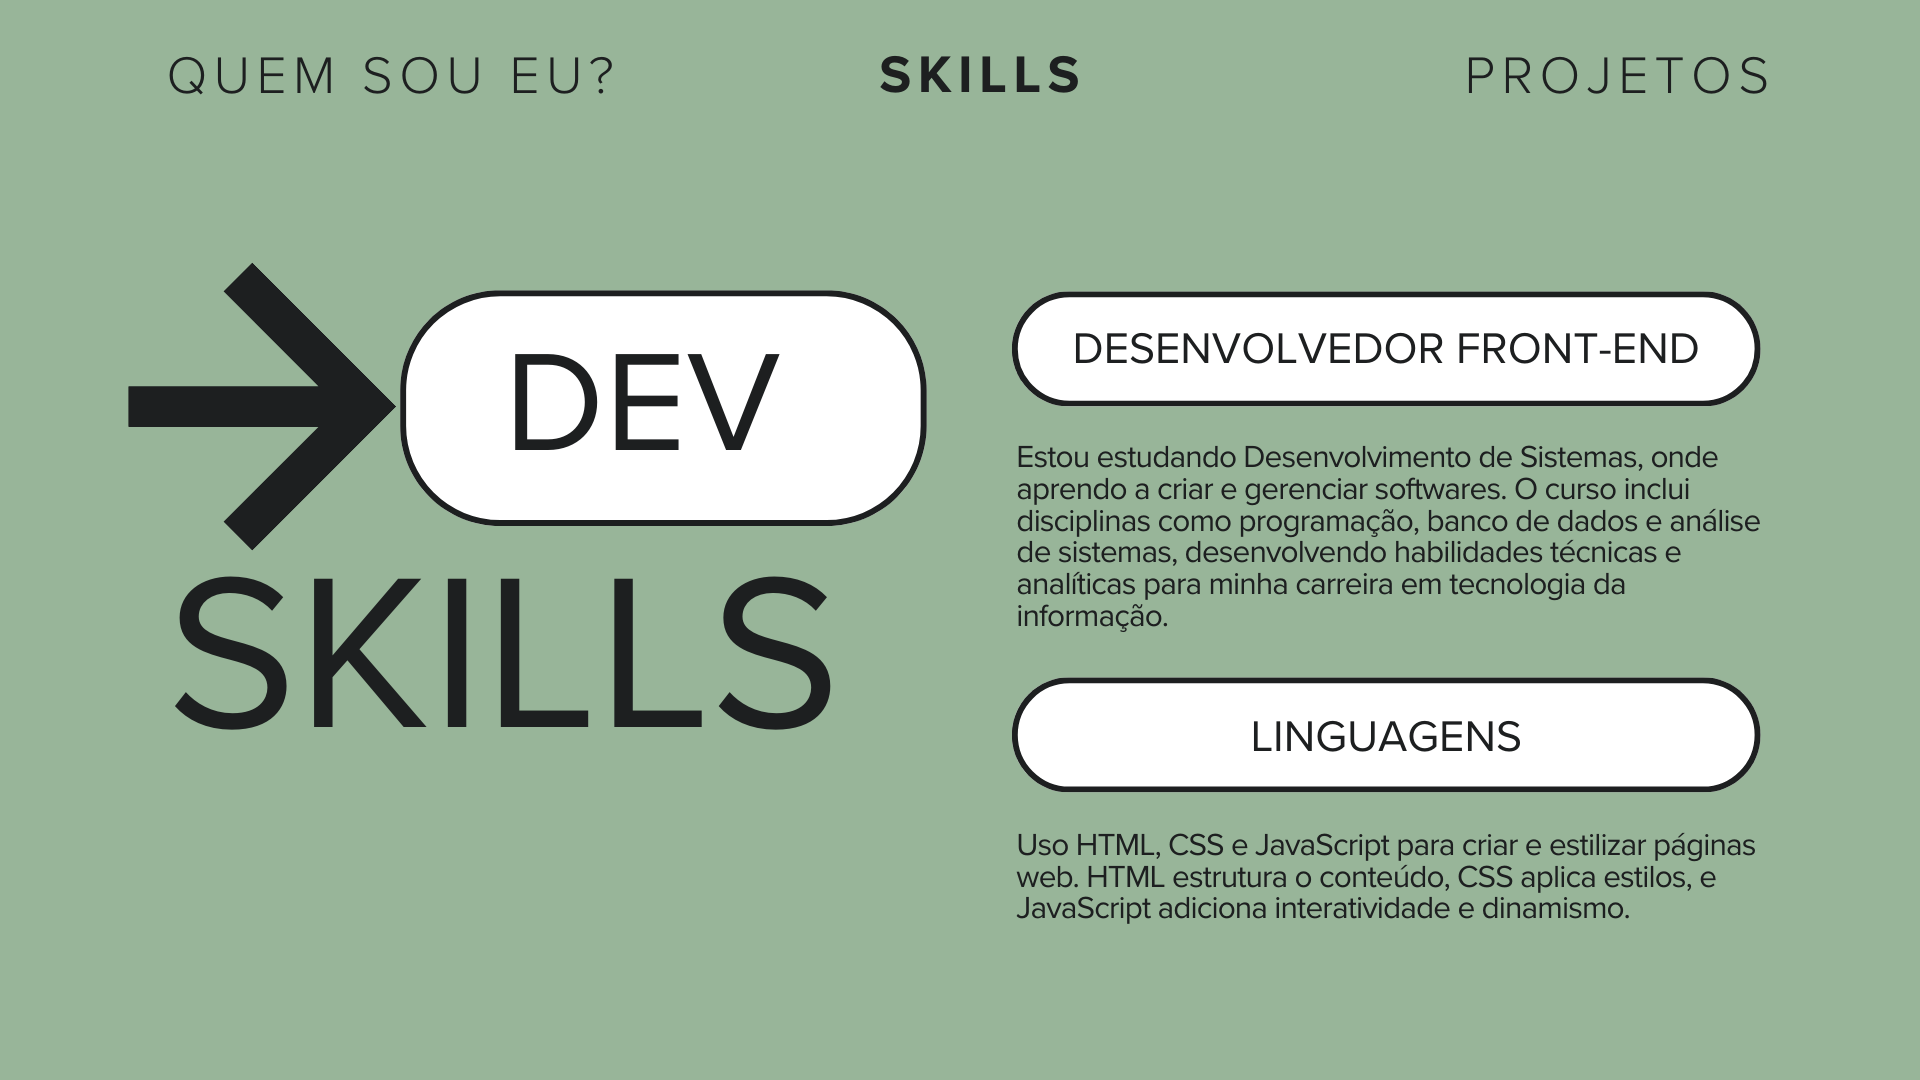 QUEM SOU EU?
SKILLS
PROJETOS
DEV
SKILLS
DESENVOLVEDOR FRONT-END
Estou estudando Desenvolvimento de Sistemas, onde
aprendo a criar e gerenciar softwares. O curso inclui
disciplinas como programação, banco de dados e análise
de sistemas, desenvolvendo habilidades técnicas e
analíticas para minha carreira em tecnologia da
informação.
LINGUAGENS
Uso HTML, CSS e JavaScript para criar e estilizar páginas
web. HTML estrutura o conteúdo, CSS aplica estilos, e
JavaScript adiciona interatividade e dinamismo.